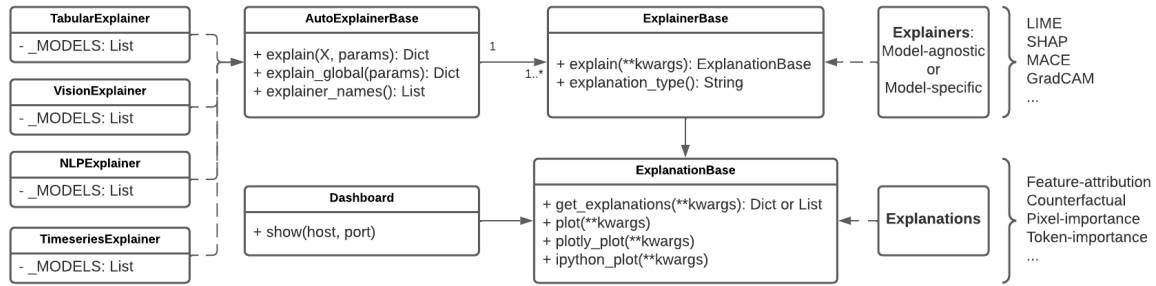 TabularExplainer
- _MODELS: List
VisionExplainer
- _MODELS: List
NLPExplainer
- _MODELS: List
TimeseriesExplainer
- _MODELS: List
AutoExplainerBase
+ explain(X, params): Dict
+ explain_global(params): Dict
+ explainer_names(): List
1
1..*
ExplainerBase
+ explain(**kwargs): ExplanationBase
+ explanation_type(): String
Explainers:
Model-agnostic
or
Model-specific
LIME
SHAP
MACE
GradCAM
...
Dashboard
+ show(host, port)
ExplanationBase
+ get_explanations(**kwargs): Dict or List
+ plot(**kwargs)
+ plotly_plot(**kwargs)
+ ipython_plot(**kwargs)
Explanations
Feature-attribution
Counterfactual
Pixel-importance
Token-importance
...